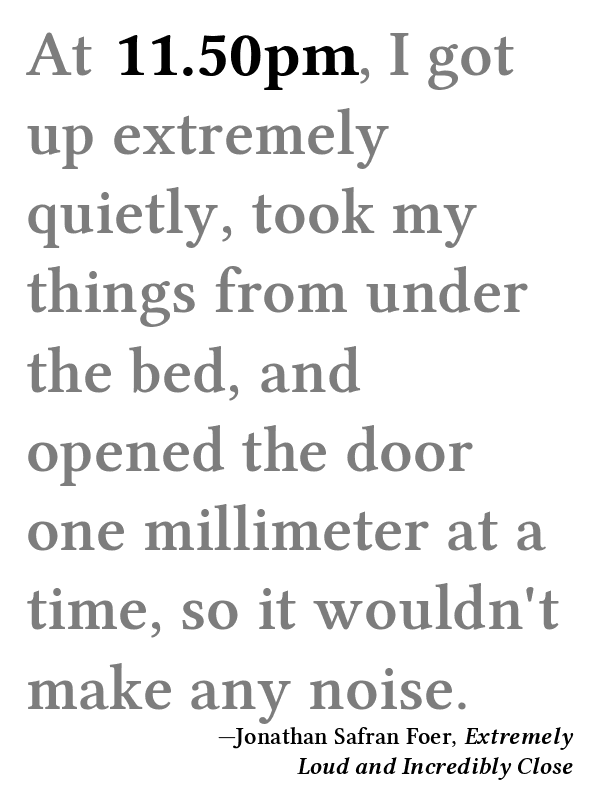 At 11.50pm, I got
up extremely
quietly, took my
things from under
the bed, and
opened the door
one millimeter at a
time, so it wouldn't
make any noise.
—Jonathan Safran Foer, Extremely
Loud and Incredibly Close